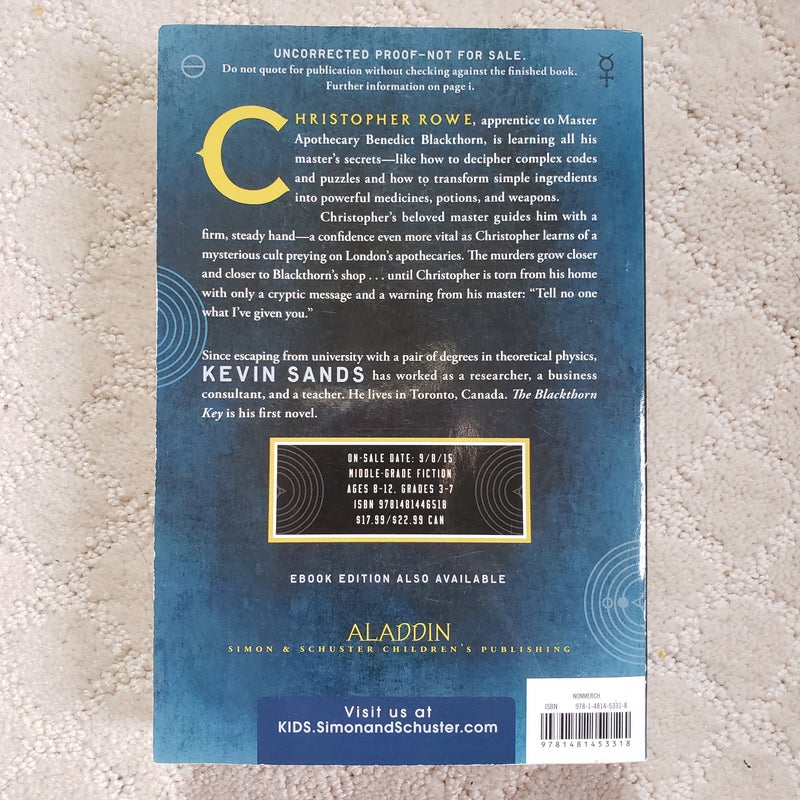 UNCORRECTED PROOF—NOT FOR SALE.
Do not quote for publication without checking against the finished book.
Further information on page i.
CHRISTOPHER ROWE, apprentice to Master
Apothecary Benedict Blackthorn, is learning all his
master's secrets—like how to decipher complex codes
and puzzles and how to transform simple ingredients
into powerful medicines, potions, and weapons.
Christopher's beloved master guides him with a
firm, steady hand—a confidence even more vital as Christopher learns of a
mysterious cult preying on London's apothecaries. The murders grow closer
and closer to Blackthorn's shop . . . until Christopher is torn from his home
with only a cryptic message and a warning from his master: “Tell no one
what I've given you.”
Since escaping from university with a pair of degrees in theoretical physics,
KEVIN SANDS has worked as a researcher, a business
consultant, and a teacher. He lives in Toronto, Canada. The Blackthorn
Key is his first novel.
ON-SALE DATE: 9/8/15
MIDDLE-GRADE FICTION
AGES 8-12, GRADES 3-7
ISBN 9781481446518
$17.99/$22.99 CAN
EBOOK EDITION ALSO AVAILABLE
ALADDIN
SIMON & SCHUSTER CHILDREN'S PUBLISHING
Visit us at
KIDS.SimonandSchuster.com
NONMERCH
ISBN 978-1-4814-5331-8
9781481453318